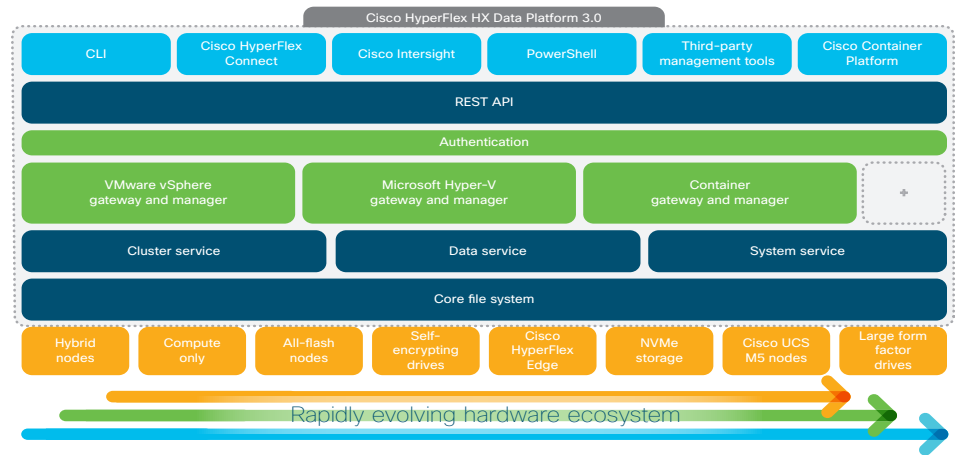 Cisco HyperFlex HX Data Platform 3.0
CLI
Cisco HyperFlex
Connect
Cisco Intersight
PowerShell
Third-party
management tools
Cisco Container
Platform
REST API
Authentication
VMware vSphere
gateway and manager
Microsoft Hyper-V
gateway and manager
Container
gateway and manager
+
Cluster service
Data service
System service
Core file system
Hybrid
nodes
Compute
only
All-flash
nodes
Self-
encrypting
drives
Cisco
HyperFlex
Edge
NVMe
storage
Cisco UCS
M5 nodes
Large form
factor
drives
Rapidly evolving hardware ecosystem